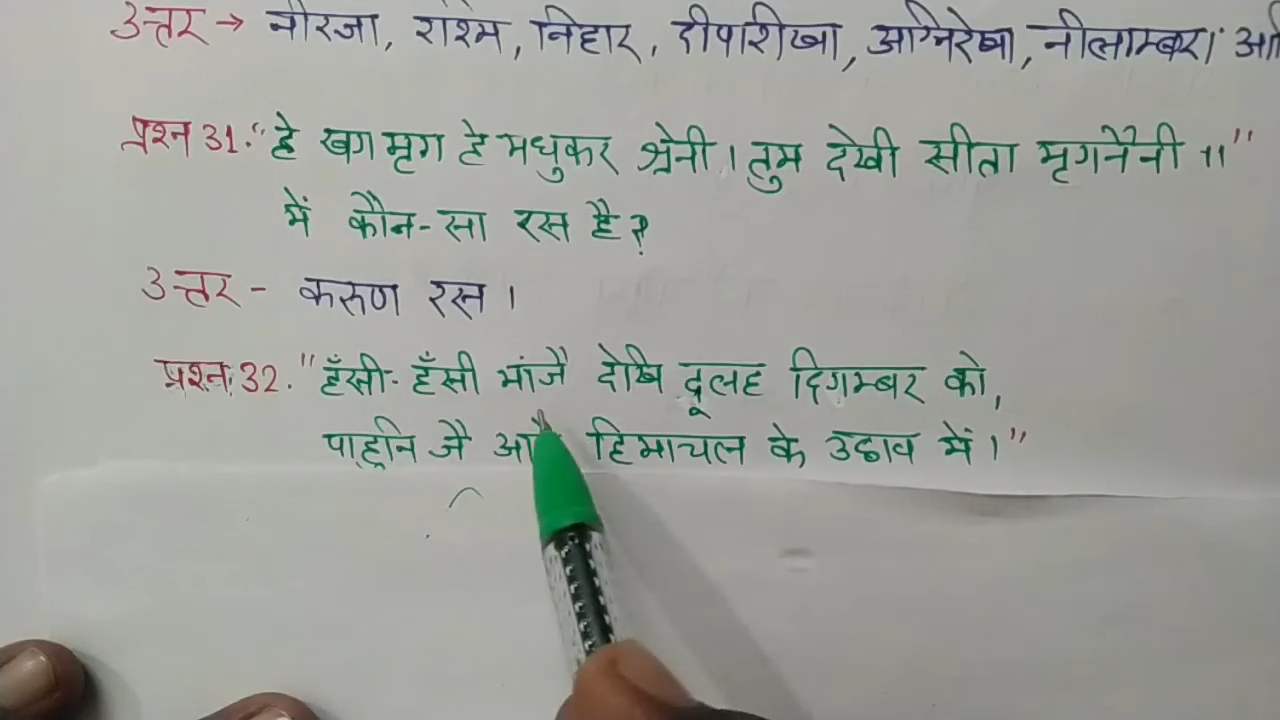 उत्तर → नीरजा, रश्मि, निहार, दीपशिखा, अग्निरेखा, नीलाम्बरा
प्रश्न 31. "हे खग मृग हे मधुकर श्रेनी। तुम देखी सीता मृगनैनी॥"
में कौन-सा रस है?
उत्तर - करुण रस।
प्रश्न 32. "हँसी-हँसी भांजै देखि दूलह दिगम्बर को,
पाहुनि जै हिमाचल के उछाव में।"